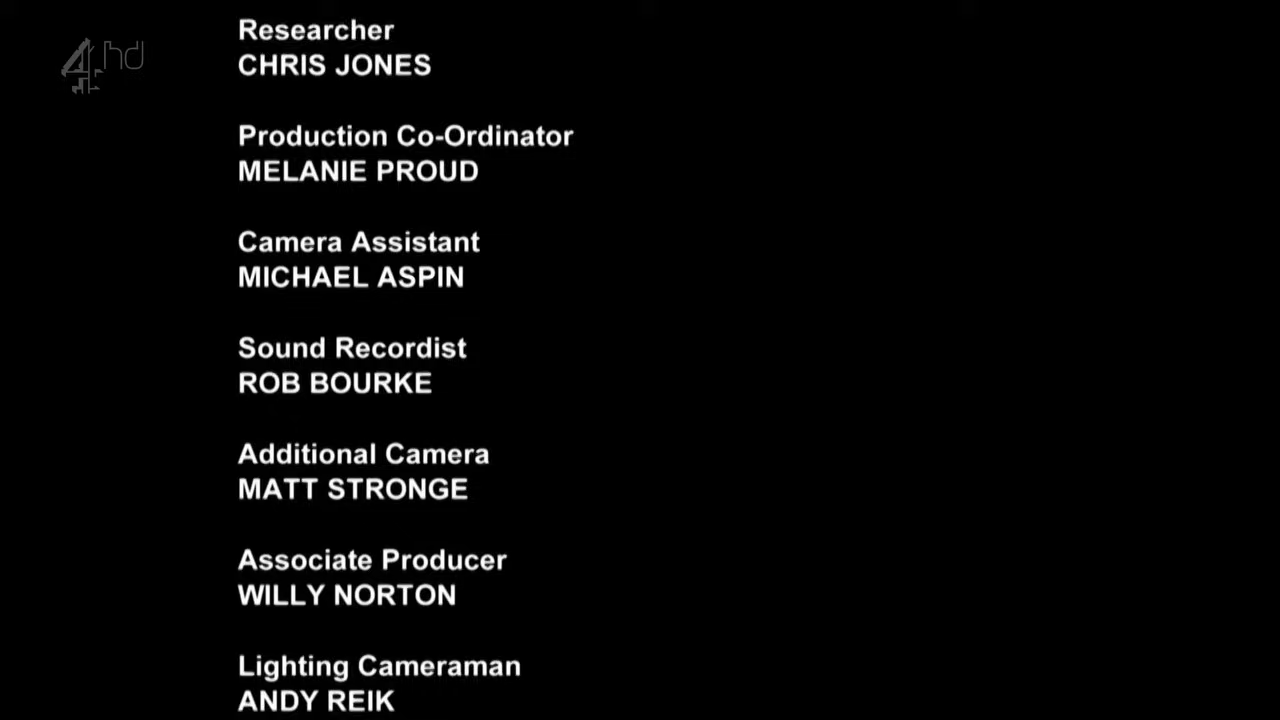 Researcher
4hd
CHRIS JONES
Production Co-Ordinator
MELANIE PROUD
Camera Assistant
MICHAEL ASPIN
Sound Recordist
ROB BOURKE
Additional Camera
MATT STRONGE
Associate Producer
WILLY NORTON
Lighting Cameraman
ANDY REIK